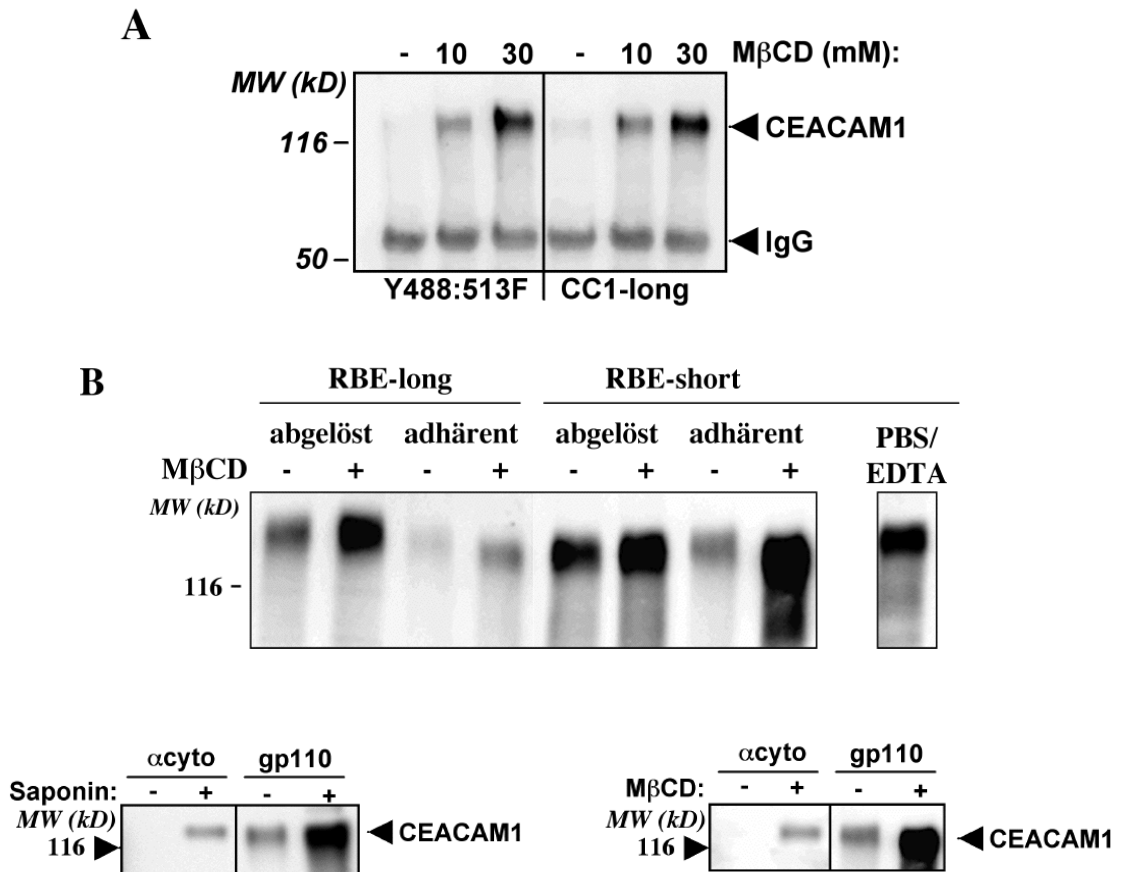 A
- 10 30 - 10 30 MβCD (mM):
MW (kD)
CEACAM1
116
IgG
50
Y488:513F CC1-long
B
RBE-long RBE-short
abgelöst adhärent abgelöst adhärent PBS/
EDTA
MβCD - + - + - + - +
MW (kD)
116
αcyto gp110
Saponin: - + - +
MW (kD)
CEACAM1
116
αcyto gp110
MβCD: - + - +
MW (kD)
CEACAM1
116